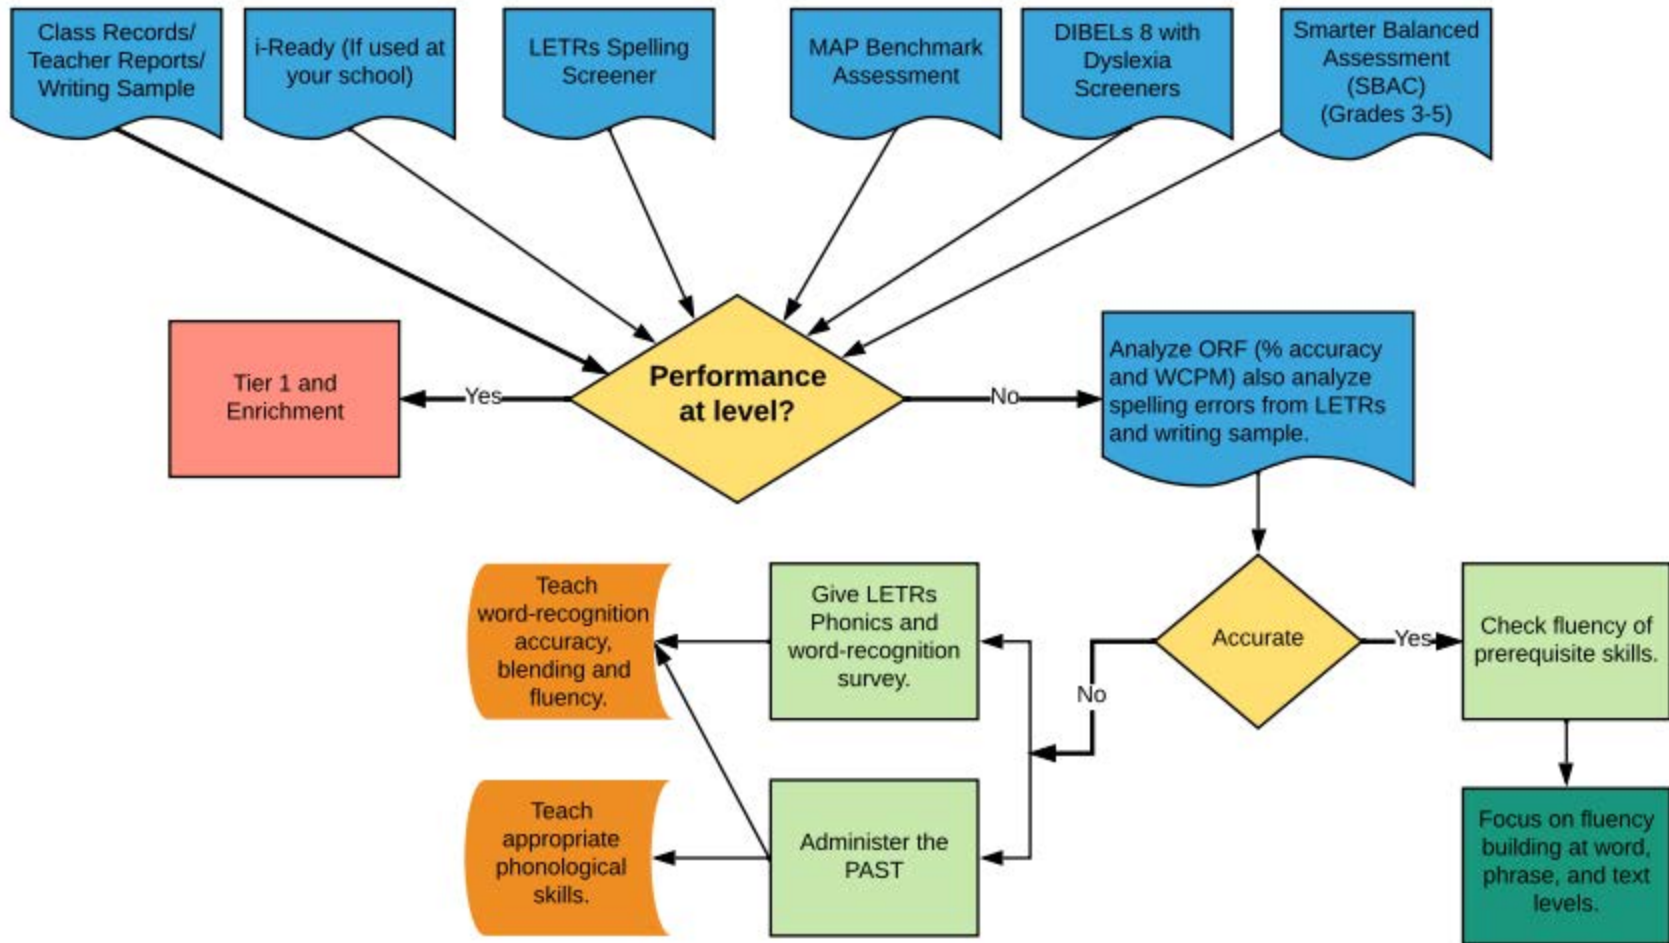 Class Records/
Teacher Reports/
Writing Sample
i-Ready (If used at
your school)
LETRs Spelling
Screener
MAP Benchmark
Assessment
DIBELs 8 with
Dyslexia
Screeners
Smarter Balanced
Assessment
(SBAC)
(Grades 3-5)
Performance
at level?
Yes
Tier 1 and
Enrichment
No
Analyze ORF (% accuracy
and WCPM) also analyze
spelling errors from LETRs
and writing sample.
Accurate
Yes
Check fluency of
prerequisite skills.
Focus on fluency
building at word,
phrase, and text
levels.
No
Give LETRs
Phonics and
word-recognition
survey.
Teach
word-recognition
accuracy,
blending and
fluency.
Administer the
PAST
Teach
appropriate
phonological
skills.